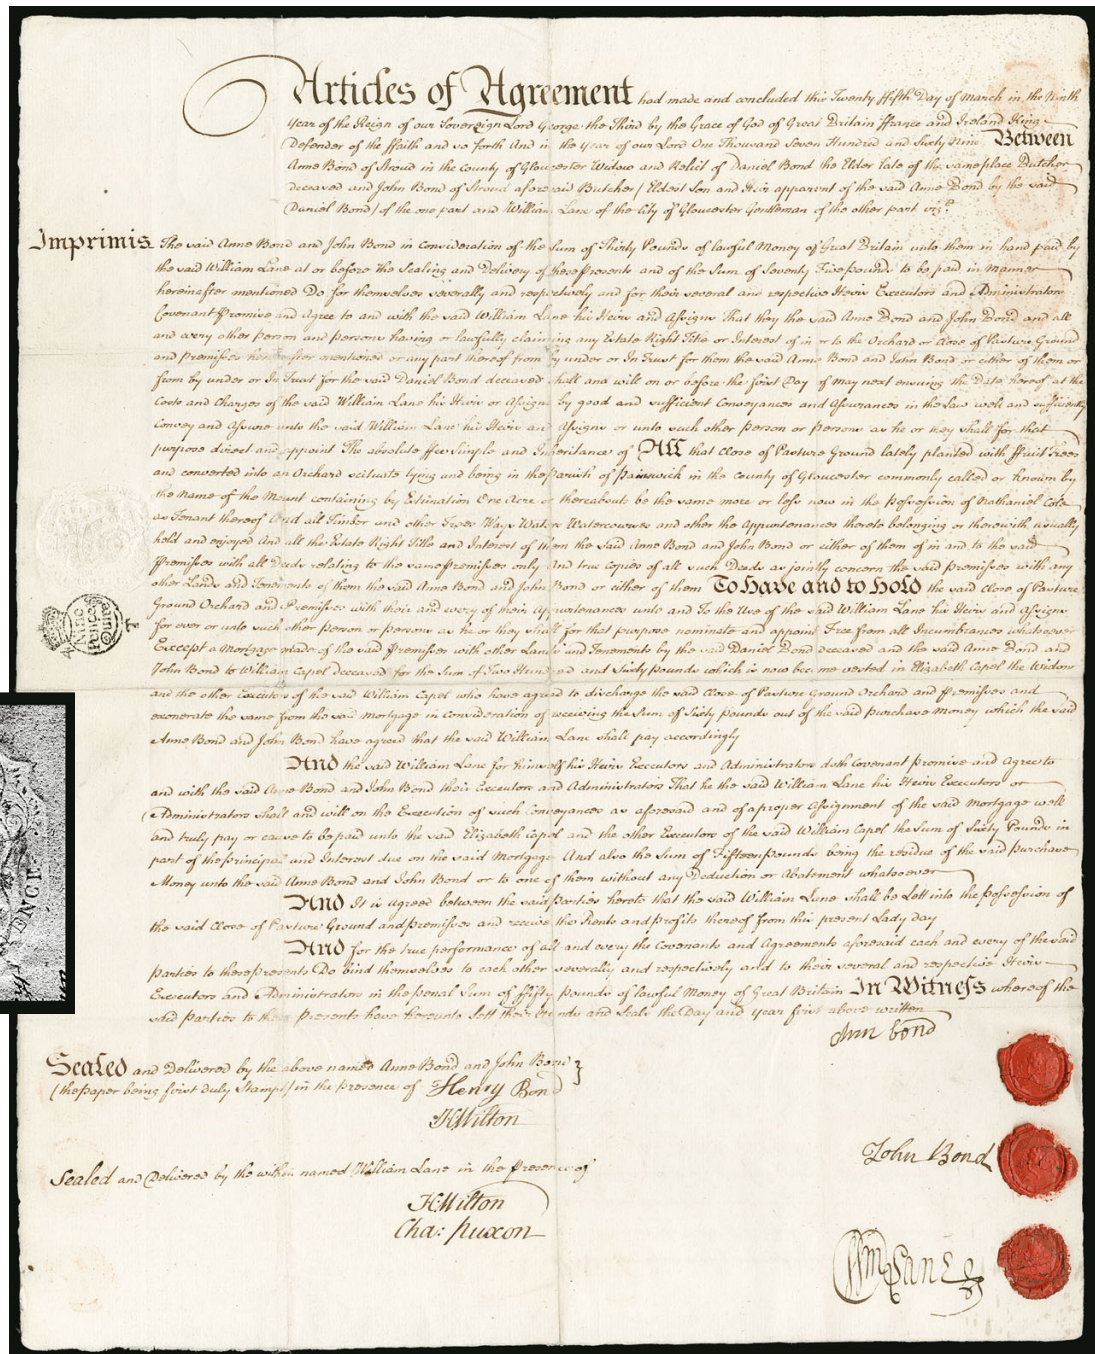 Articles of Agreement had made and concluded this Twenty ffifth Day of March in the Ninth
Year of the Reign of our Sovereign Lord George the Third by the Grace of God of Great Britain ffrance and Ireland King
Defender of the ffaith and so forth And in the year of our Lord One Thousand Seven Hundred and Sixty Nine Between
Anne Bond of Stroud in the County of Gloucester Widow and Relict of Daniel Bond the Elder late of the same place Butcher
deceased and John Bond of Stroud aforesaid Butcher (Eldest Son and Heir apparent of the said Anne Bond by the said
Daniel Bond) of the one part and William Lane of the City of Gloucester Gentleman of the other part vizt.
Imprimis The said Anne Bond and John Bond in consideration of the Sum of Thirty Pounds of lawful Money of Great Britain unto them in hand paid by
the said William Lane at or before the Sealing and Delivery of these presents and of the Sum of Seventy Five pounds to be paid in manner
hereinafter mentioned Do for themselves severally and respectively and for their several and respective Heirs Executors and Administrators
Covenant Promise and Agree to and with the said William Lane his Heirs and Assigns That they the said Anne Bond and John Bond and all
and every other person and persons having or lawfully claiming any Estate Right Title or Interest of in or to the Orchard or Close of Pasture Ground
and premisses hereinafter mentioned or any part thereof from by under or In Trust for them the said Anne Bond and John Bond or either of them or
from by under or In Trust for the said Daniel Bond deceased shall and will on or before the first Day of May next ensuing the Date hereof at the
Costs and Charges of the said William Lane his Heirs or Assigns by good and sufficient Conveyances and Assurances in the Law well and sufficiently
Convey and Assure unto the said William Lane his Heirs and Assigns or unto such other person or persons as he or they shall for that
purpose direct and appoint The absolute ffee Simple and Inheritance of All that Close of Pasture Ground lately planted with ffruit Trees
and converted into an Orchard scituate lying and being in the Parish of Painswick in the County of Gloucester commonly called or known by
the name of the Mount containing by Estimation One Acre or thereabout be the same more or less now in the Possession of Nathaniel Cole
as Tenant thereof And all Timber and other Trees Ways Waters Watercourses and other the Appurtenances thereto belonging or therewith usually
held and enjoyed And all the Estate Right Title and Interest of them the said Anne Bond and John Bond or either of them of in and to the said
Premisses with all Deeds relating to the same Premisses only And true Copies of all such Deeds as jointly concern the said Premisses with any
other Lands and Tenements of them the said Anne Bond and John Bond or either of them To Have and to Hold the said Close of Pasture
Ground Orchard and Premisses with their and every of their Appurtenances unto and To the Use of the said William Lane his Heirs and Assigns
for ever or unto such other Person or Persons as he or they shall for that purpose nominate and appoint Free from all Incumbrances whatsoever
Except a Mortgage made of the said Premisses with other Lands and Tenements by the said Daniel Bond deceased and the said Anne Bond and
John Bond to William Capel deceased for the Sum of Two Hundred and Sixty pounds which is now become vested in Elizabeth Capel the Widow
and the other Executors of the said William Capel who have agreed to discharge the said Close of Pasture Ground Orchard and Premisses and
exonerate the same from the said Mortgage in consideration of receiving the Sum of Sixty pounds out of the said purchase Money which the said
Anne Bond and John Bond have agreed that the said William Lane shall pay accordingly
And the said William Lane for himself his Heirs Executors and Administrators doth Covenant Promise and Agree to
and with the said Anne Bond and John Bond their Executors and Administrators That he the said William Lane his Heirs Executors or
Administrators shall and will on the Execution of such Conveyances as aforesaid and of a proper Assignment of the said Mortgage well
and truly pay or cause to be paid unto the said Elizabeth Capel and the other Executors of the said William Capel the Sum of Sixty Pounds in
part of the Principal and Interest due on the said Mortgage And also the Sum of Fifteen pounds being the residue of the said Purchase
Money unto the said Anne Bond and John Bond or to one of them without any Deduction or Abatement whatsoever
And It is Agreed between the said Parties hereto that the said William Lane shall be Lett into the Possession of
the said Close of Pasture Ground and premisses and receive the Rents and profits thereof from this present Lady day
And for the true performance of all and every the Covenants and Agreements aforesaid each and every of the said
parties to these presents Do bind themselves to each other severally and respectively and to their several and respective Heirs
Executors and Administrators in the penal Sum of ffifty pounds of lawful Money of Great Britain In Witness whereof the
said parties to these Presents have hereunto Sett their Hands and Seals the Day and year first above written
Ann bond
Sealed and Delivered by the above named Anne Bond and John Bond
(the paper being first duly Stampt) in the presence of Henry Bond
H Wilton
John Bond
Sealed and Delivered by the within named William Lane in the Presence of
H Wilton
Cha: Nuxon
Wm Lane
Nine
Pence
Quire
ENCE